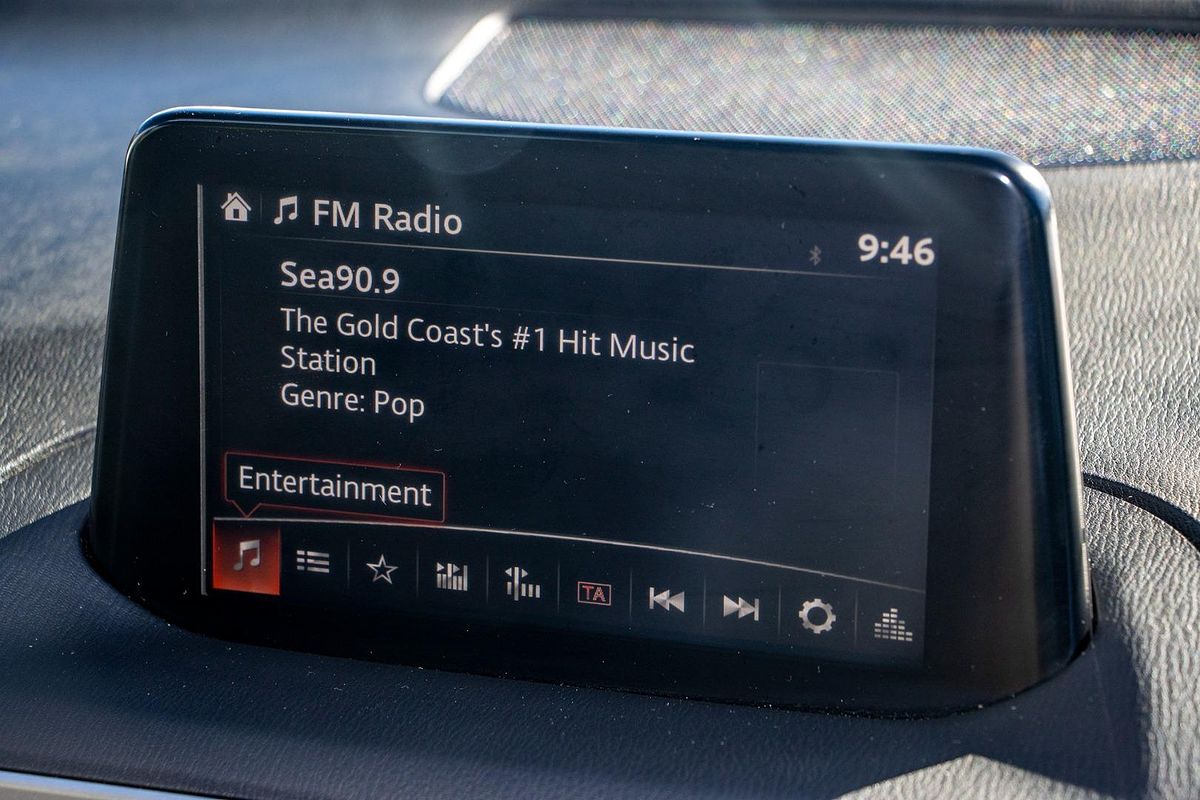 FM Radio
9:46
Sea90.9
The Gold Coast's #1 Hit Music
Station
Genre: Pop
Entertainment
TA